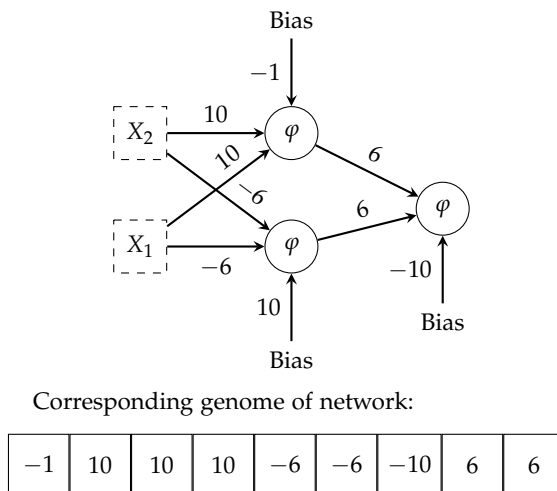 Bias
−1
10
X₂ φ
10 6
−6 6 φ
X₁ φ
−6 −10
10
Bias
Bias
Corresponding genome of network:
−1 10 10 10 −6 −6 −10 6 6